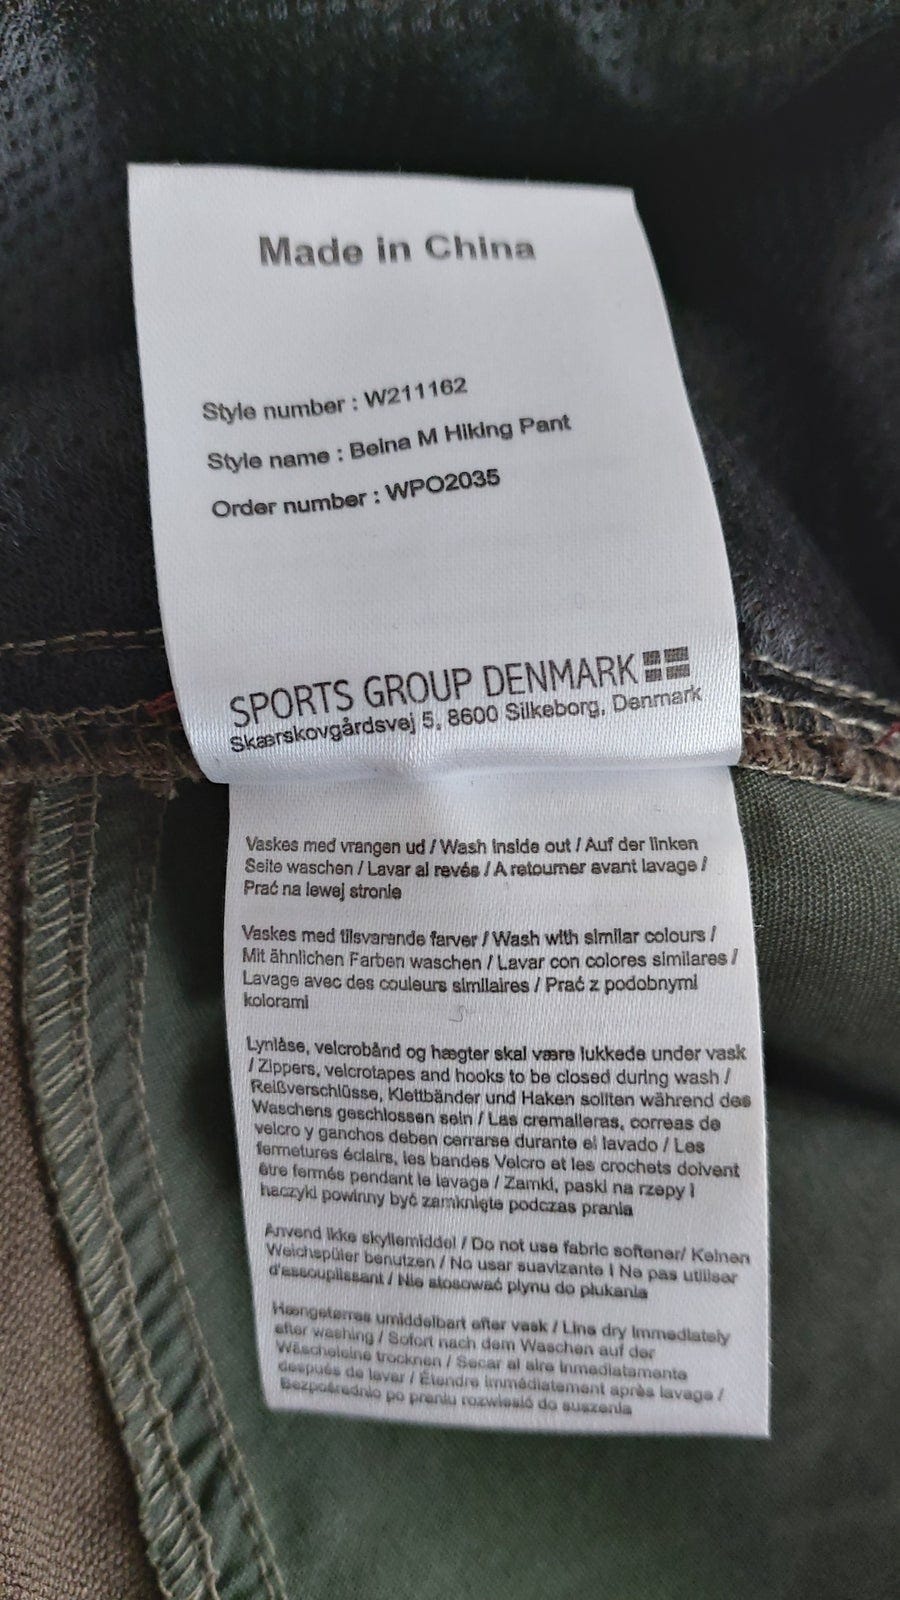 Made in China
Style number : W211162
Style name : Beina M Hiking Pant
Order number : WPO2035
SPORTS GROUP DENMARK
Skærskovgårdsvej 5, 8600 Silkeborg, Denmark
Vaskes med vrangen ud / Wash inside out / Auf der linken
Seite waschen / Lavar al revés / A retourner avant lavage /
Prać na lewej stronie
Vaskes med tilsvarende farver / Wash with similar colours /
Mit ähnlichen Farben waschen / Lavar con colores similares /
Lavage avec des couleurs similaires / Prać z podobnymi
kolorami
Lynlåse, velcrobånd og hægter skal være lukkede under vask
/ Zippers, velcrotapes and hooks to be closed during wash /
Reißverschlüsse, Klettbänder und Haken sollten während des
Waschens geschlossen sein / Las cremalleras, correas de
velcro y ganchos deben cerrarse durante el lavado / Les
fermetures éclairs, les bandes Velcro et les crochets doivent
être fermés pendant le lavage / Zamki, paski na rzepy i
haczyki powinny być zamknięte podczas prania
Anvend ikke skyllemiddel / Do not use fabric softener/ Keinen
Weichspüler benutzen / No usar suavizante I Ne pas utiliser
d'assouplissant / Nie stosować płynu do płukania
Hængetørres umiddelbart efter vask / Line dry immediately
after washing / Sofort nach dem Waschen auf der
Wäscheleine trocknen / Secar al aire inmediatamente
después de lavar / Étendre immédiatement après lavage /
Bezpośrednio po praniu rozwiesić do suszenia